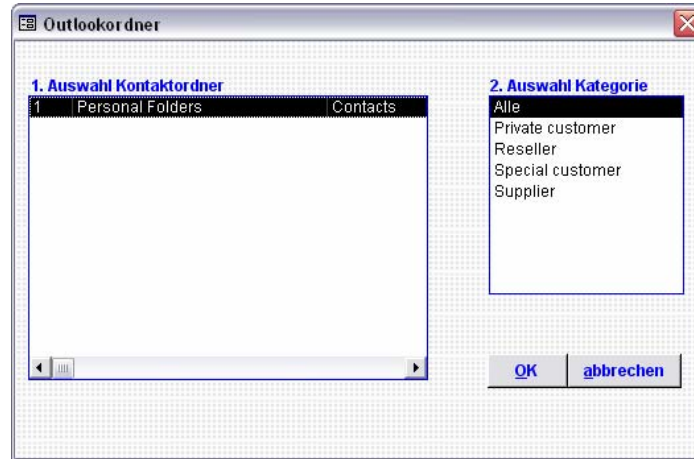 Outlookordner
1. Auswahl Kontaktordner
1 Personal Folders Contacts
2. Auswahl Kategorie
Alle
Private customer
Reseller
Special customer
Supplier
OK abbrechen